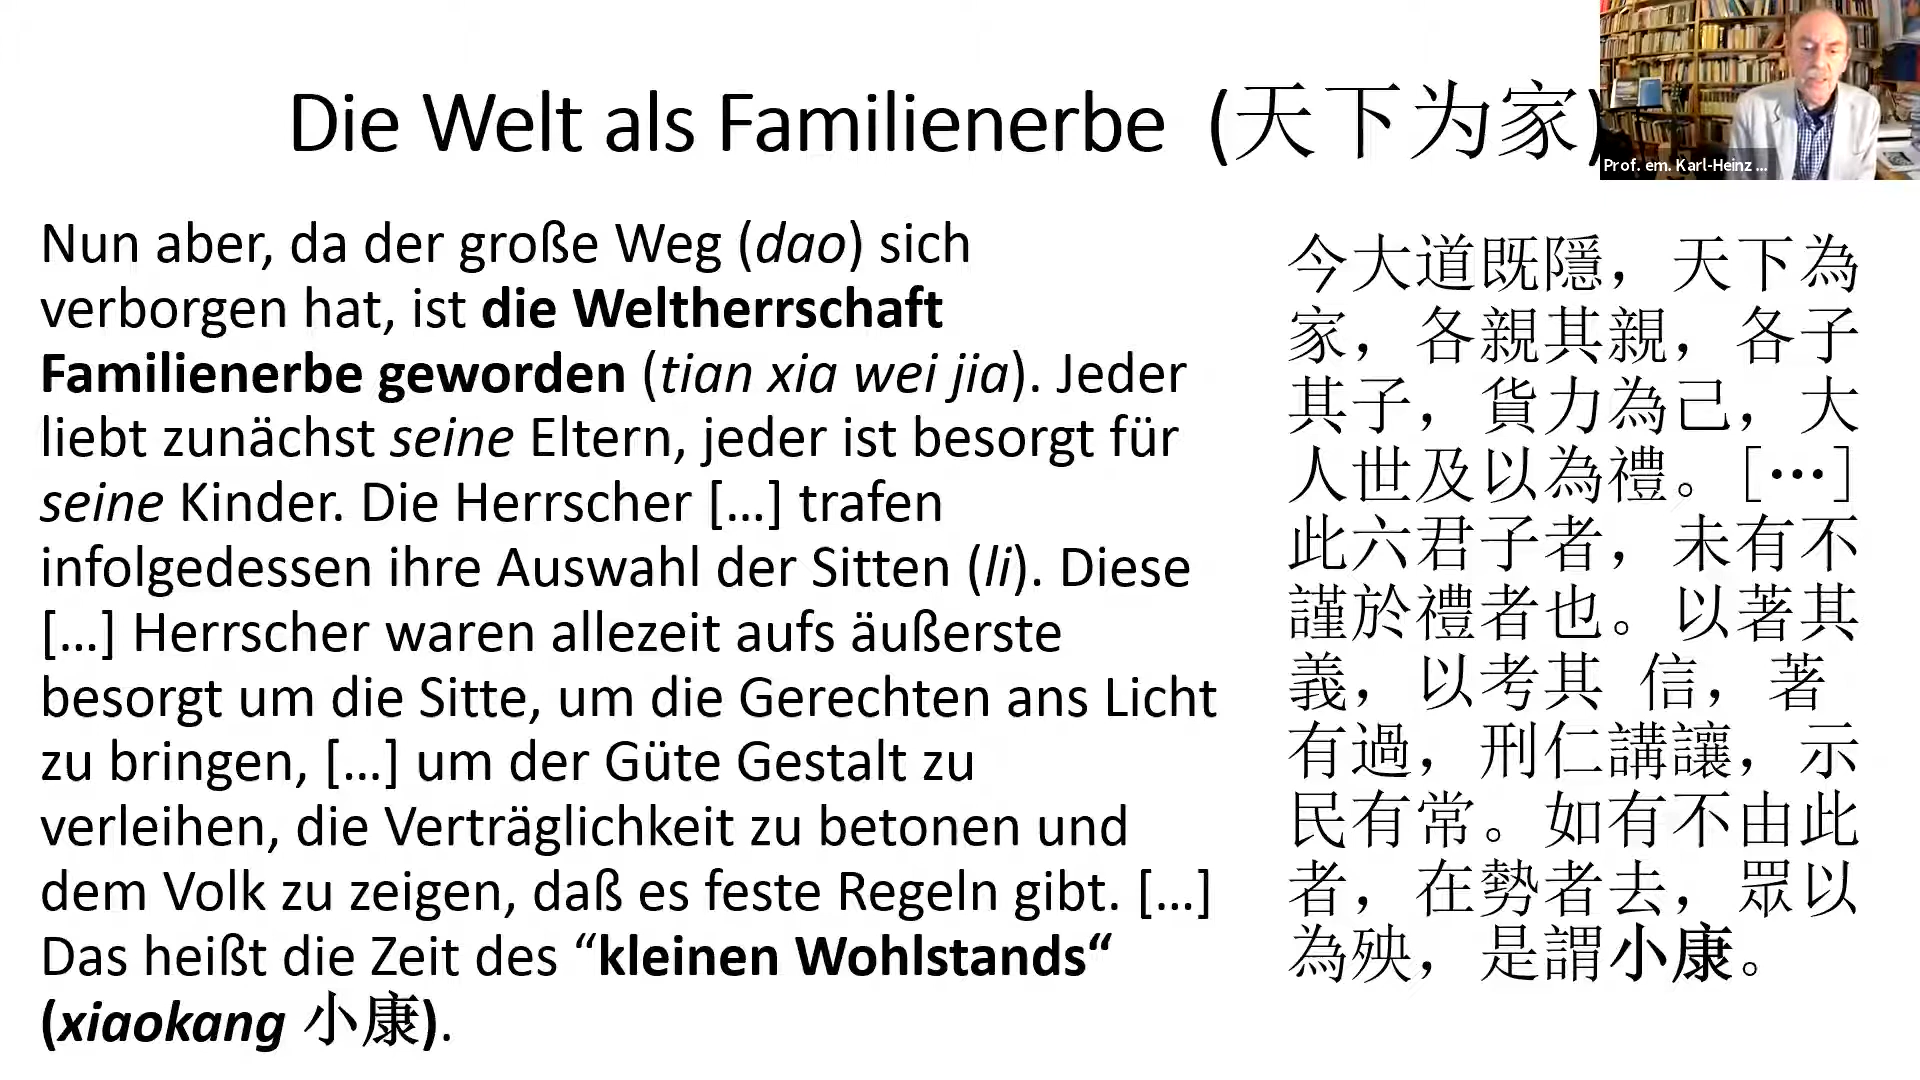 Die Welt als Familienerbe (天下为家)
Prof. em. Karl-Heinz ...
Nun aber, da der große Weg (dao) sich
verborgen hat, ist die Weltherrschaft
Familienerbe geworden (tian xia wei jia). Jeder
liebt zunächst seine Eltern, jeder ist besorgt für
seine Kinder. Die Herrscher [...] trafen
infolgedessen ihre Auswahl der Sitten (li). Diese
[...] Herrscher waren allezeit aufs äußerste
besorgt um die Sitte, um die Gerechten ans Licht
zu bringen, [...] um der Güte Gestalt zu
verleihen, die Verträglichkeit zu betonen und
dem Volk zu zeigen, daß es feste Regeln gibt. [...]
Das heißt die Zeit des “kleinen Wohlstands“
(xiaokang 小康).
今大道既隱，天下為
家，各親其親，各子
其子，貨力為己，大
人世及以為禮。[…]
此六君子者，未有不
謹於禮者也。以著其
義，以考其 信，著
有過，刑仁講讓，示
民有常。如有不由此
者，在勢者去，眾以
為殃，是謂小康。